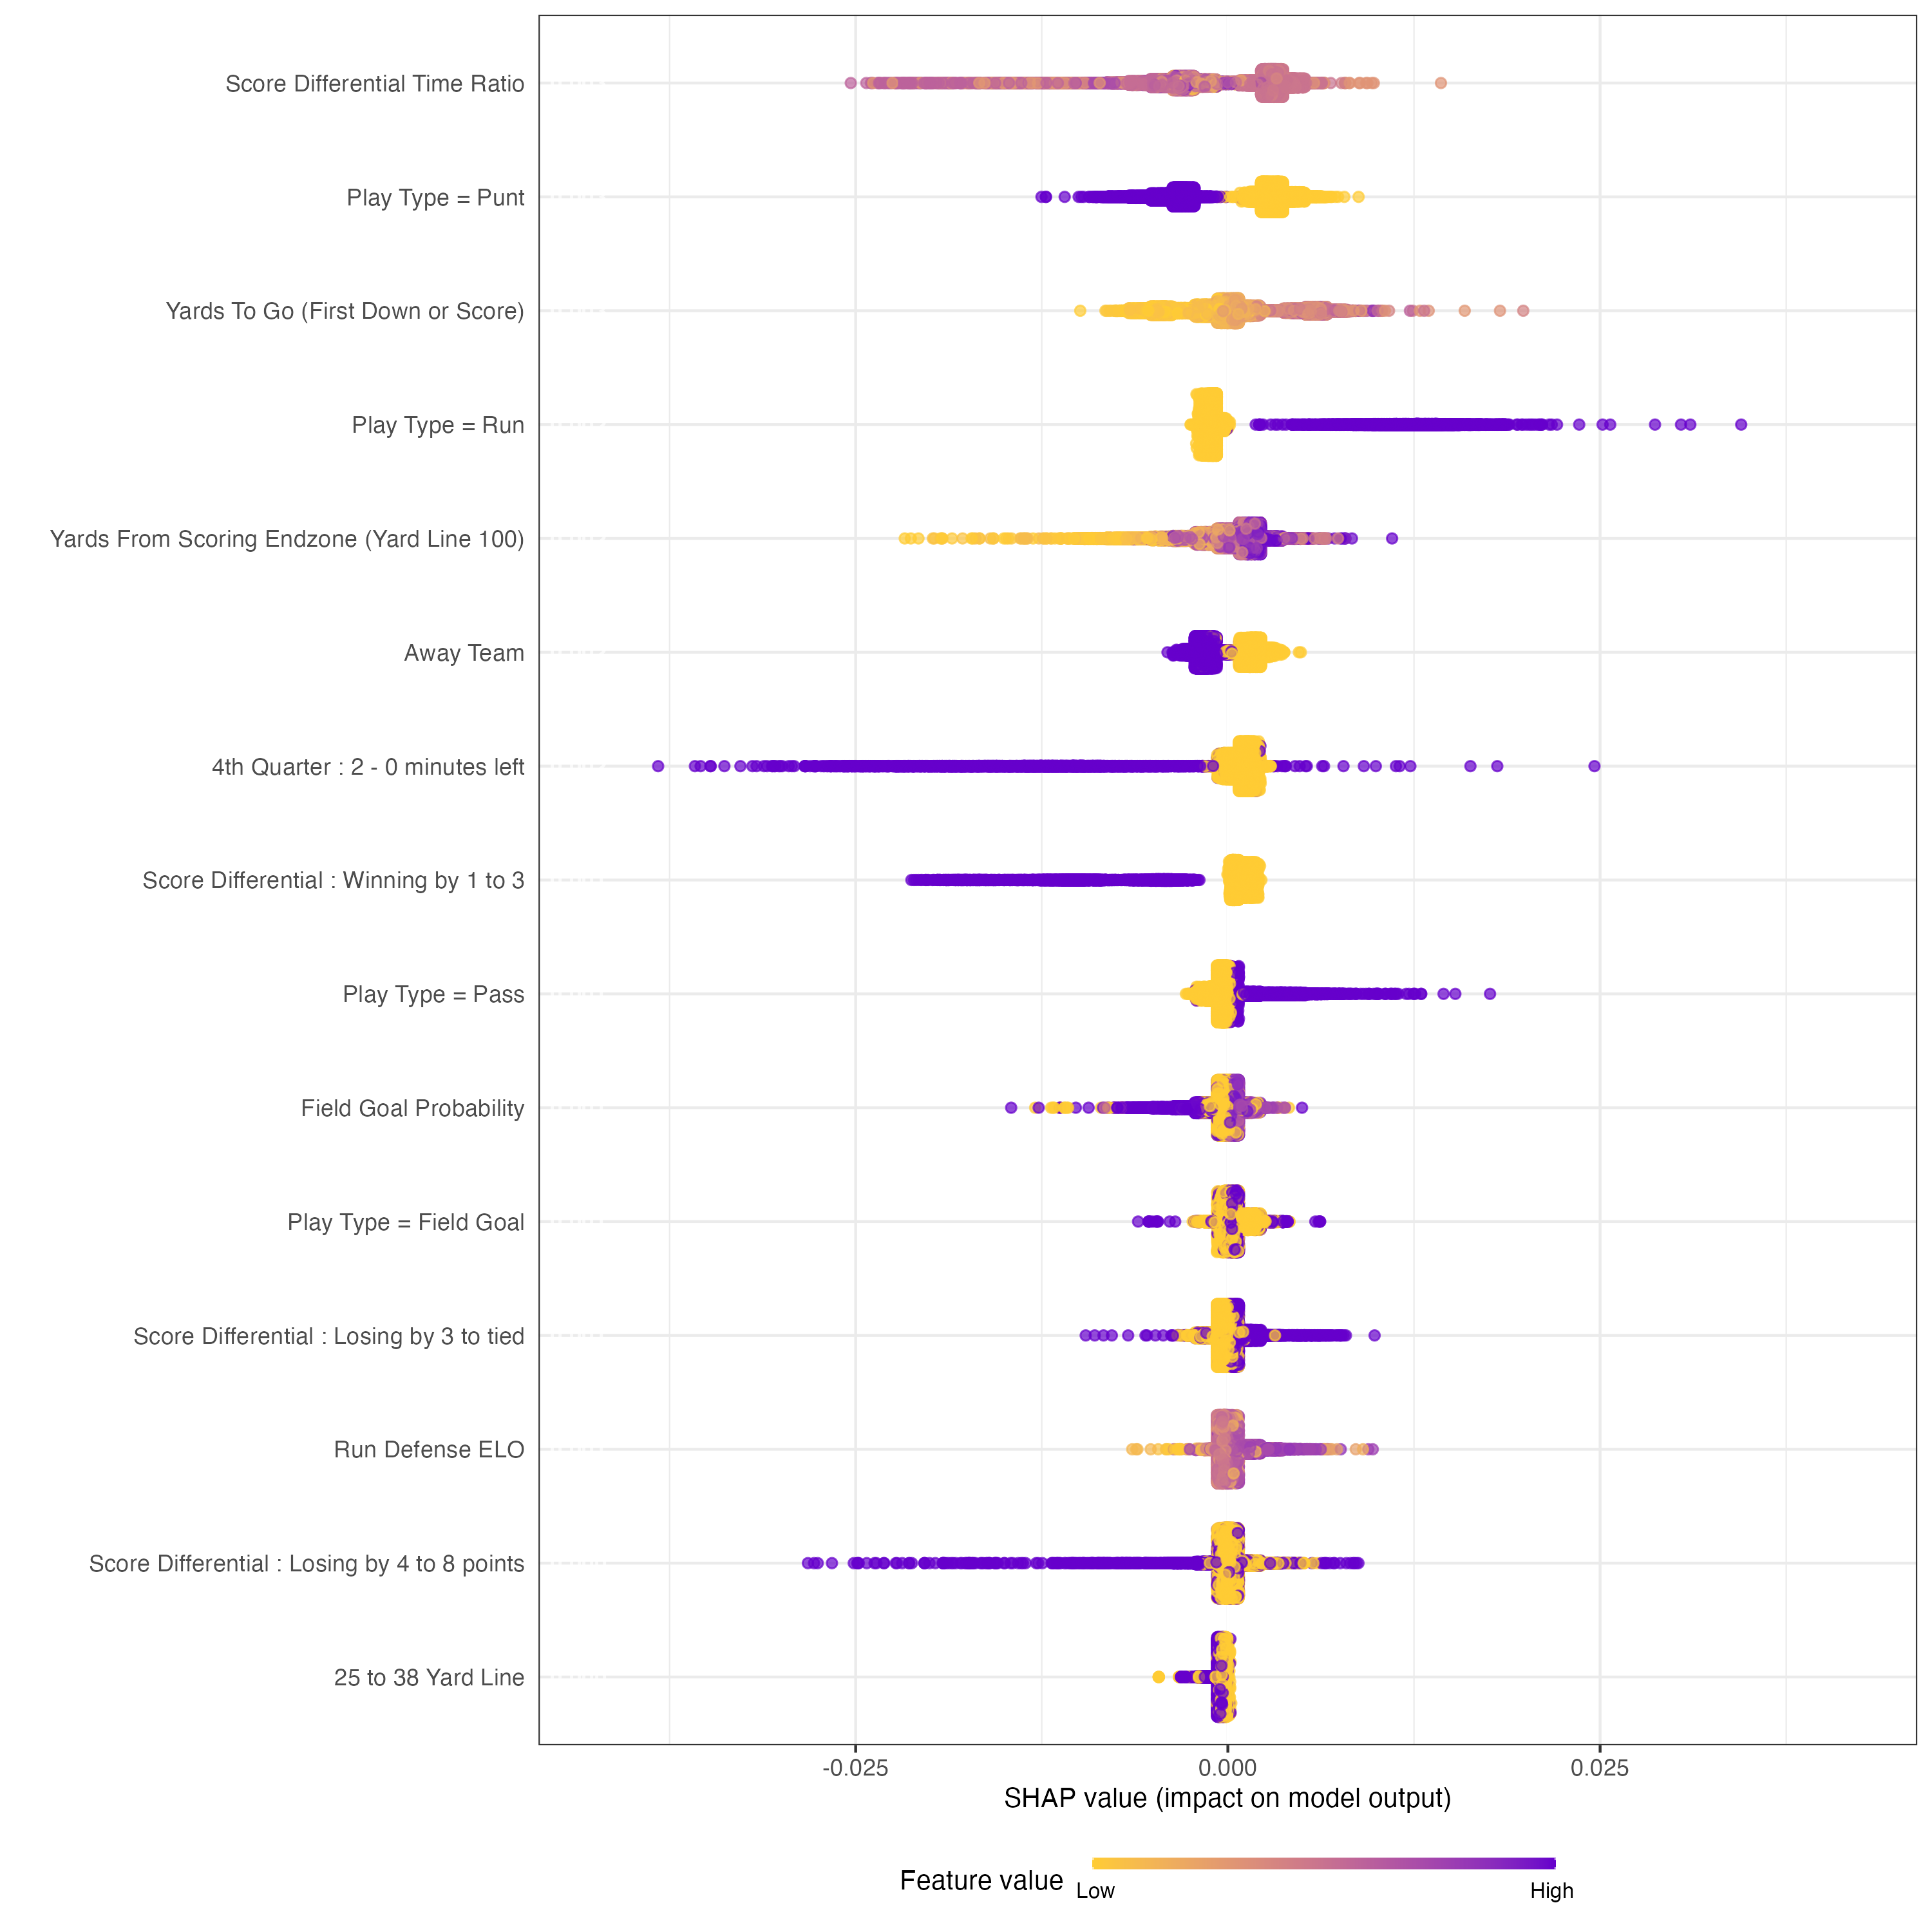 Score Differential Time Ratio
Play Type = Punt
Yards To Go (First Down or Score)
Play Type = Run
Yards From Scoring Endzone (Yard Line 100)
Away Team
4th Quarter : 2 - 0 minutes left
Score Differential : Winning by 1 to 3
Play Type = Pass
Field Goal Probability
Play Type = Field Goal
Score Differential : Losing by 3 to tied
Run Defense ELO
Score Differential : Losing by 4 to 8 points
25 to 38 Yard Line
-0.025 0.000 0.025
SHAP value (impact on model output)
Feature value
Low High